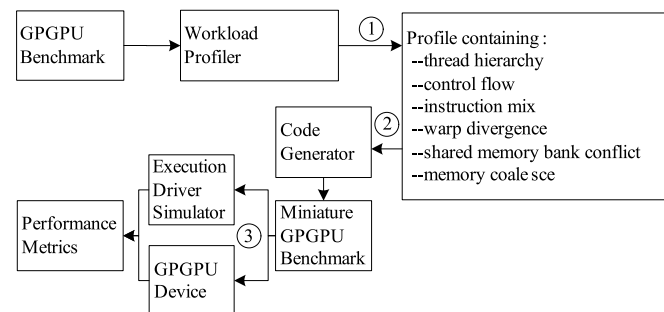 GPGPU
Benchmark
Workload
Profiler
1
Profile containing :
--thread hierarchy
--control flow
--instruction mix
--warp divergence
--shared memory bank conflict
--memory coale sce
2
Code
Generator
Execution
Driver
Simulator
Miniature
GPGPU
Benchmark
3
Performance
Metrics
GPGPU
Device